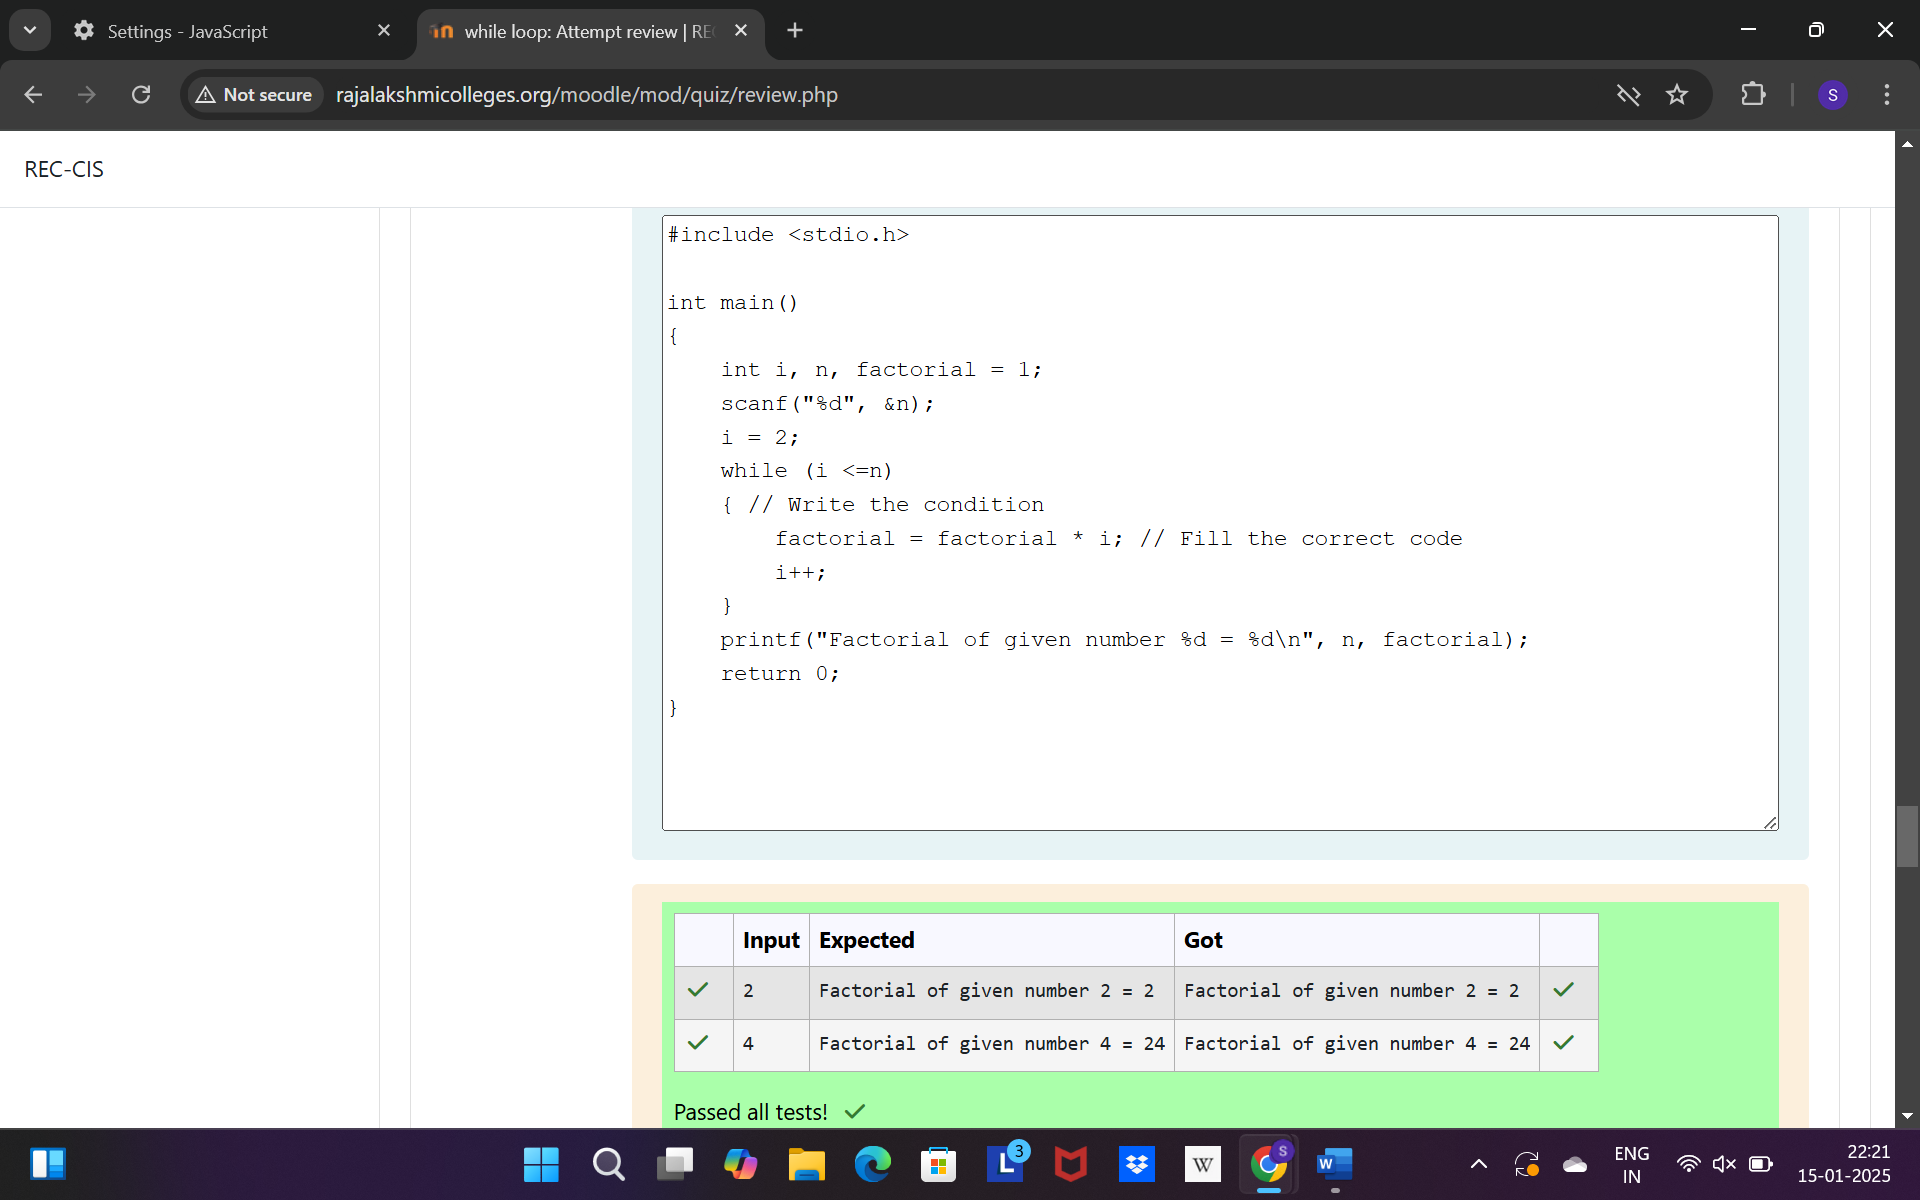 Settings - JavaScript
while loop: Attempt review | RE
Not secure
rajalakshmicolleges.org/moodle/mod/quiz/review.php
S
REC-CIS
#include <stdio.h>
int main()
{
int i, n, factorial = 1;
scanf("%d", &n);
i = 2;
while (i <=n)
{ // Write the condition
factorial = factorial * i; // Fill the correct code
i++;
}
printf("Factorial of given number %d = %d\n", n, factorial);
return 0;
}
Input Expected Got
2 Factorial of given number 2 = 2 Factorial of given number 2 = 2
4 Factorial of given number 4 = 24 Factorial of given number 4 = 24
Passed all tests!
L 3
W
S
W
ENG
IN
22:21
15-01-2025